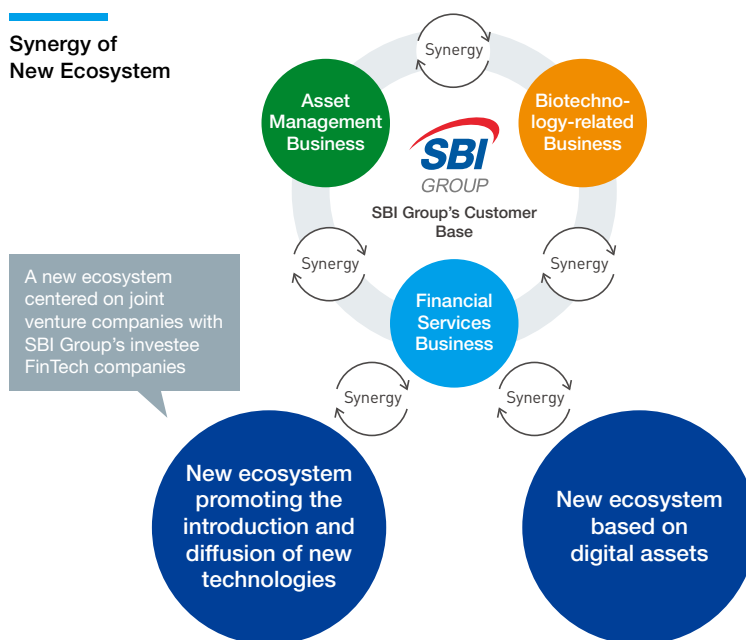 Synergy of
New Ecosystem
Synergy
Asset
Management
Business
Biotechno-
logy-related
Business
SBI
GROUP
SBI Group's Customer
Base
Synergy
Synergy
Financial
Services
Business
A new ecosystem
centered on joint
venture companies with
SBI Group's investee
FinTech companies
Synergy
Synergy
New ecosystem
promoting the
introduction and
diffusion of new
technologies
New ecosystem
based on
digital assets